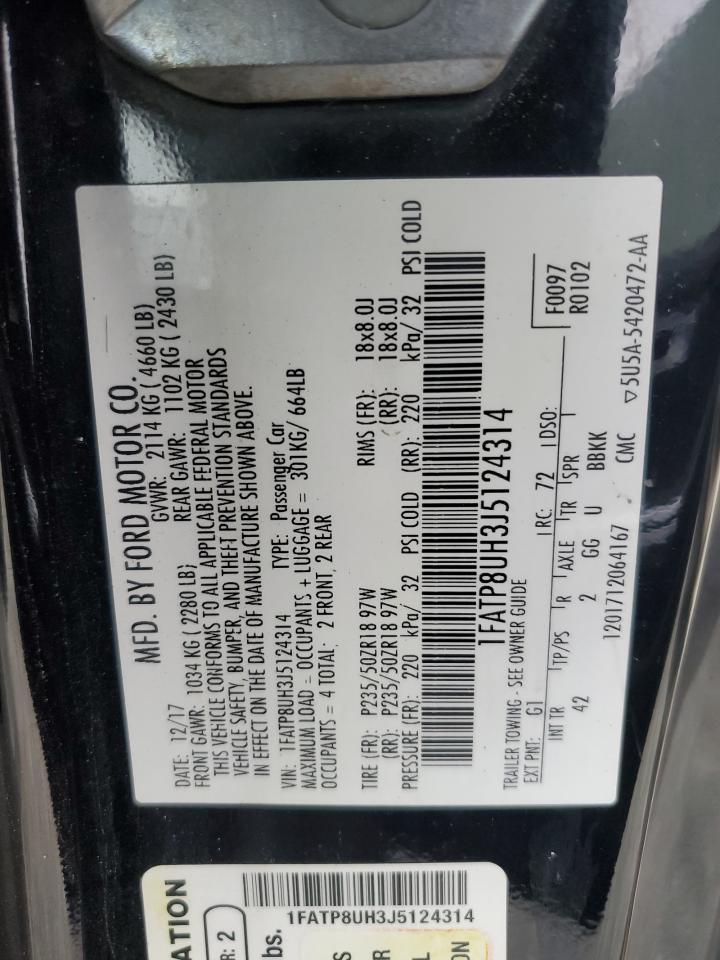 MFD. BY FORD MOTOR CO.
DATE: 12/17 GVWR: 2114 KG ( 4660 LB)
FRONT GAWR: 1034 KG ( 2280 LB) REAR GAWR: 1102 KG ( 2430 LB)
THIS VEHICLE CONFORMS TO ALL APPLICABLE FEDERAL MOTOR
VEHICLE SAFETY, BUMPER, AND THEFT PREVENTION STANDARDS
IN EFFECT ON THE DATE OF MANUFACTURE SHOWN ABOVE.
VIN: 1FATP8UH3J5124314 TYPE: Passenger Car
MAXIMUM LOAD = OCCUPANTS + LUGGAGE = 301KG/ 664LB
OCCUPANTS = 4 TOTAL: 2 FRONT, 2 REAR
TIRE (FR): P235/50ZR18 97W RIMS (FR): 18x8.0J
(RR): P235/50ZR18 97W (RR): 18x8.0J
PRESSURE (FR): 220 kPa/ 32 PSI COLD (RR): 220 kPa/ 32 PSI COLD
1FATP8UH3J5124314
TRAILER TOWING - SEE OWNER GUIDE
EXT PNT: G1 RC: 72 DSO: F0097
R0102
INT TR TP/PS R AXLE TR SPR
42 2 GG U BBKK
1201712064167 CMC ▽5U5A-5420472-AA
ATION
R: 2
1FATP8UH3J5124314
lbs.
S
R
L
ON